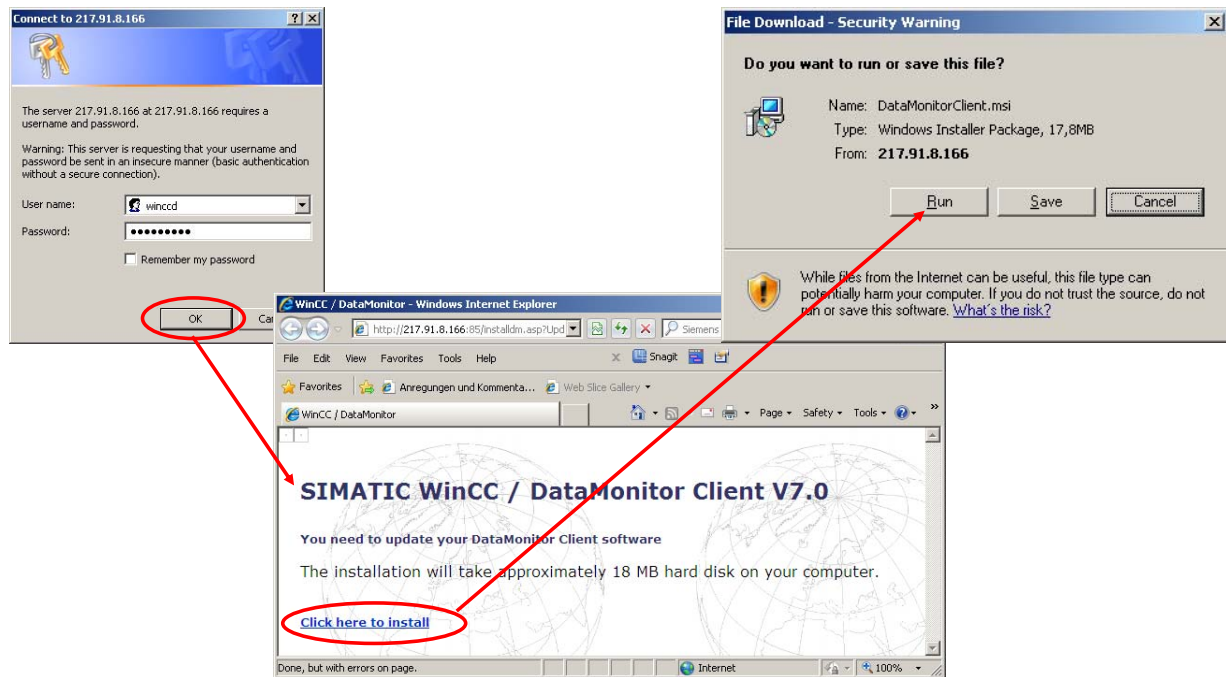 Connect to 217.91.8.166
The server 217.91.8.166 at 217.91.8.166 requires a
username and password.
Warning: This server is requesting that your username and
password be sent in an insecure manner (basic authentication
without a secure connection).
User name:
winccd
Password:
●●●●●●●●●
Remember my password
OK
File Download - Security Warning
Do you want to run or save this file?
Name: DataMonitorClient.msi
Type: Windows Installer Package, 17,8MB
From: 217.91.8.166
Run
Save
Cancel
While files from the Internet can be useful, this file type can
potentially harm your computer. If you do not trust the source, do not
run or save this software. What's the risk?
WinCC / DataMonitor - Windows Internet Explorer
http://217.91.8.166:85/installdm.asp?Upd
Siemens
File Edit View Favorites Tools Help
x Snagit
Favorites
Anregungen und Kommenta...
Web Slice Gallery
WinCC / DataMonitor
Page
Safety
Tools
»
SIMATIC WinCC / DataMonitor Client V7.0
You need to update your DataMonitor Client software
The installation will take approximately 18 MB hard disk on your computer.
Click here to install
Done, but with errors on page.
Internet
100%